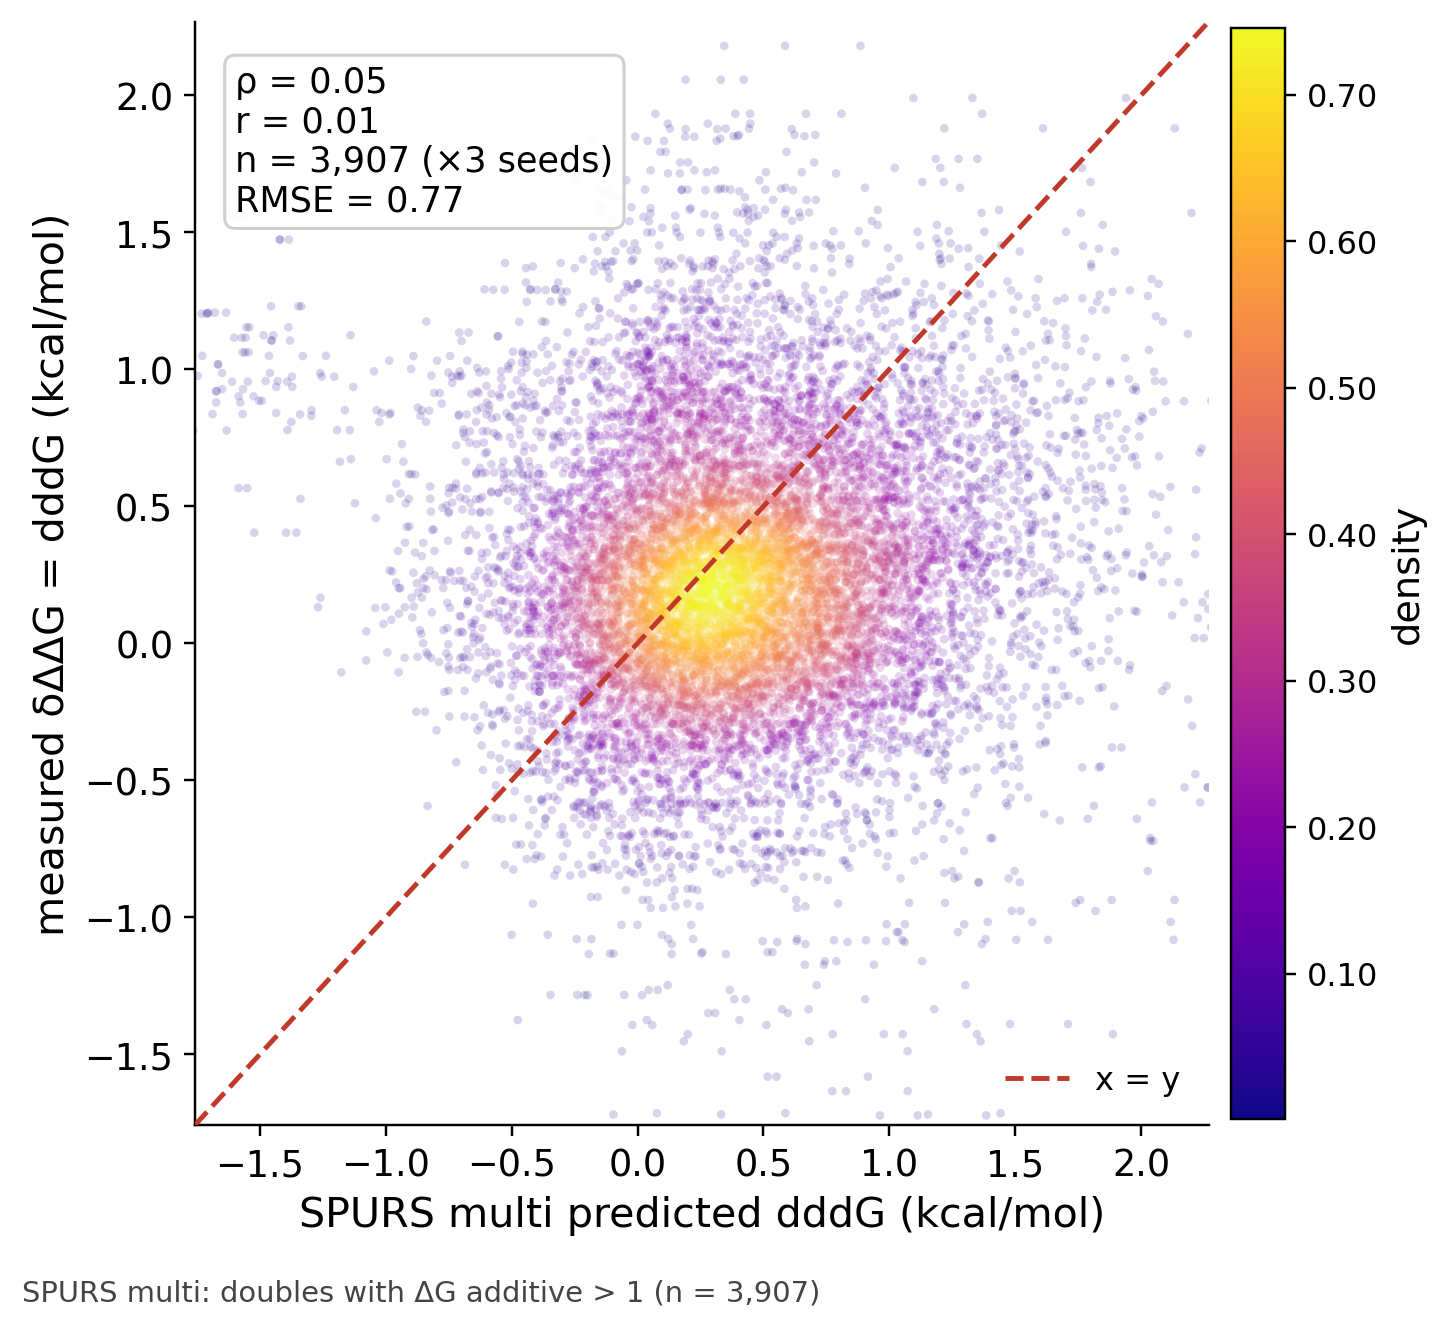 ρ = 0.05
r = 0.01
n = 3,907 (×3 seeds)
RMSE = 0.77
measured δΔΔG = dddG (kcal/mol)
2.0
1.5
1.0
0.5
0.0
−0.5
−1.0
−1.5
x = y
−1.5 −1.0 −0.5 0.0 0.5 1.0 1.5 2.0
SPURS multi predicted dddG (kcal/mol)
0.70
0.60
0.50
0.40
0.30
0.20
0.10
density
SPURS multi: doubles with ΔG additive > 1 (n = 3,907)